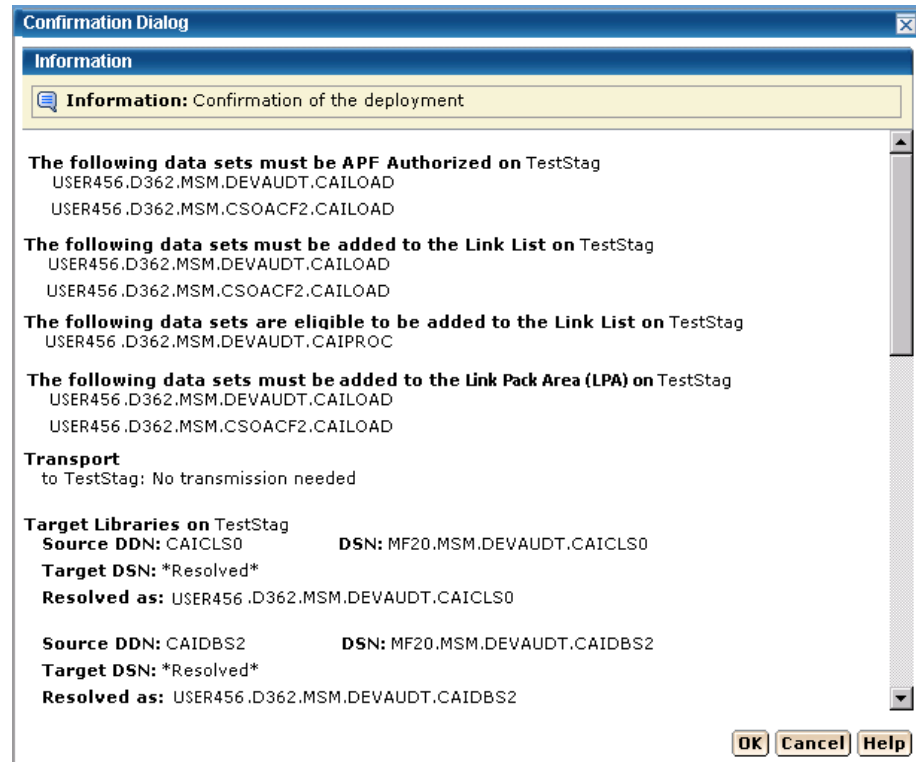 Confirmation Dialog
Information
Information: Confirmation of the deployment
The following data sets must be APF Authorized on TestStag
USER456.D362.MSM.DEVAUDT.CAILOAD
USER456.D362.MSM.CSOACF2.CAILOAD
The following data sets must be added to the Link List on TestStag
USER456.D362.MSM.DEVAUDT.CAILOAD
USER456.D362.MSM.CSOACF2.CAILOAD
The following data sets are eligible to be added to the Link List on TestStag
USER456 .D362.MSM.DEVAUDT.CAIPROC
The following data sets must be added to the Link Pack Area (LPA) on TestStag
USER456.D362.MSM.DEVAUDT.CAILOAD
USER456.D362.MSM.CSOACF2.CAILOAD
Transport
to TestStag: No transmission needed
Target Libraries on TestStag
Source DDN: CAICLS0 DSN: MF20.MSM.DEVAUDT.CAICLS0
Target DSN: *Resolved*
Resolved as: USER456 .D362.MSM.DEVAUDT.CAICLS0
Source DDN: CAIDBS2 DSN: MF20.MSM.DEVAUDT.CAIDBS2
Target DSN: *Resolved*
Resolved as: USER456 .D362.MSM.DEVAUDT.CAIDBS2
OK Cancel Help